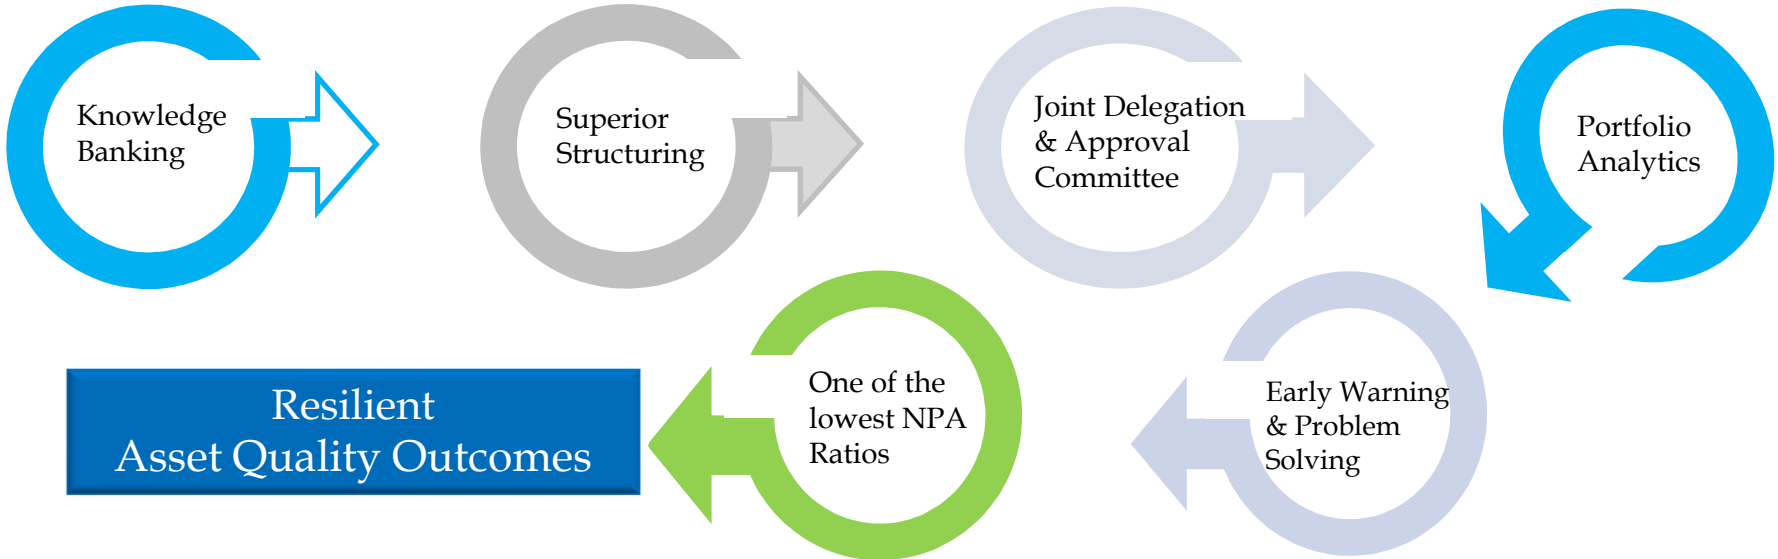 Knowledge
Banking
Superior
Structuring
Joint Delegation
& Approval
Committee
Portfolio
Analytics
Early Warning
& Problem
Solving
One of the
lowest NPA
Ratios
Resilient
Asset Quality Outcomes